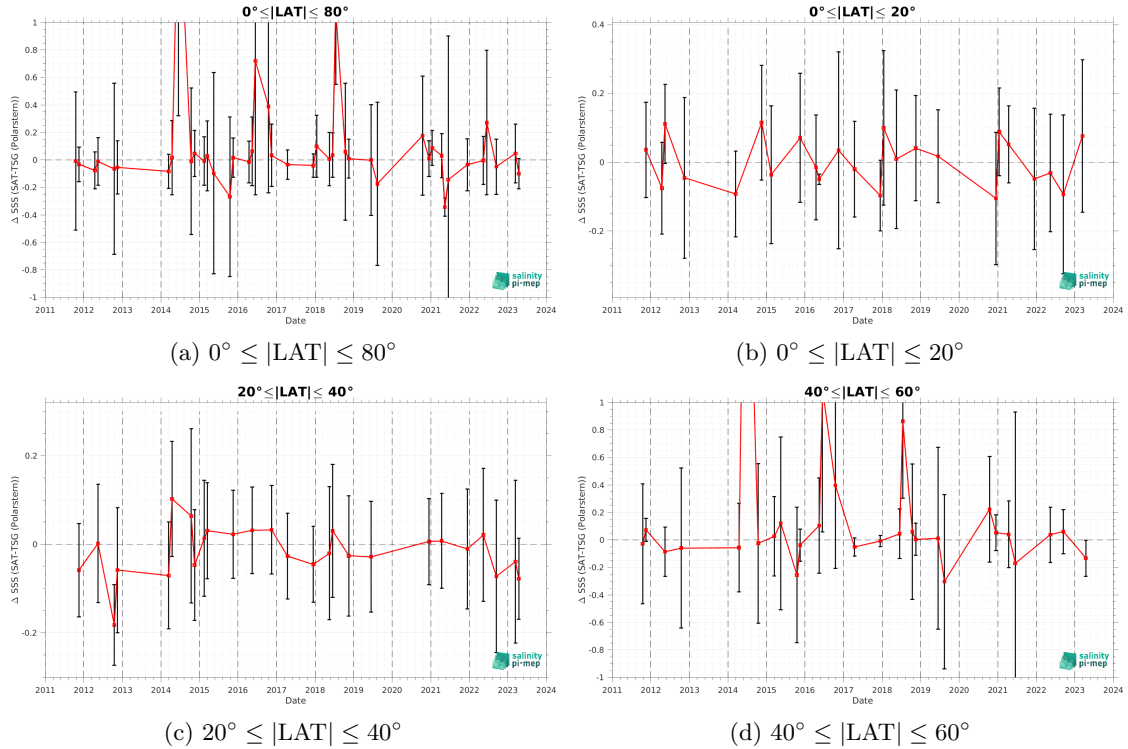 0°≤|LAT|≤ 80°
1
0.8
0.6
0.4
0.2
0
-0.2
-0.4
-0.6
-0.8
-1
Δ SSS (SAT-TSG (Polarstern))
2011 2012 2013 2014 2015 2016 2017 2018 2019 2020 2021 2022 2023 2024
Date
salinity
pi-mep
(a) 0° ≤ |LAT| ≤ 80°
0°≤|LAT|≤ 20°
0.4
0.2
0
-0.2
Δ SSS (SAT-TSG (Polarstern))
2011 2012 2013 2014 2015 2016 2017 2018 2019 2020 2021 2022 2023 2024
Date
salinity
pi-mep
(b) 0° ≤ |LAT| ≤ 20°
20°≤|LAT|≤ 40°
0.2
0
-0.2
Δ SSS (SAT-TSG (Polarstern))
2011 2012 2013 2014 2015 2016 2017 2018 2019 2020 2021 2022 2023 2024
Date
salinity
pi-mep
(c) 20° ≤ |LAT| ≤ 40°
40°≤|LAT|≤ 60°
1
0.8
0.6
0.4
0.2
0
-0.2
-0.4
-0.6
-0.8
-1
Δ SSS (SAT-TSG (Polarstern))
2011 2012 2013 2014 2015 2016 2017 2018 2019 2020 2021 2022 2023 2024
Date
salinity
pi-mep
(d) 40° ≤ |LAT| ≤ 60°